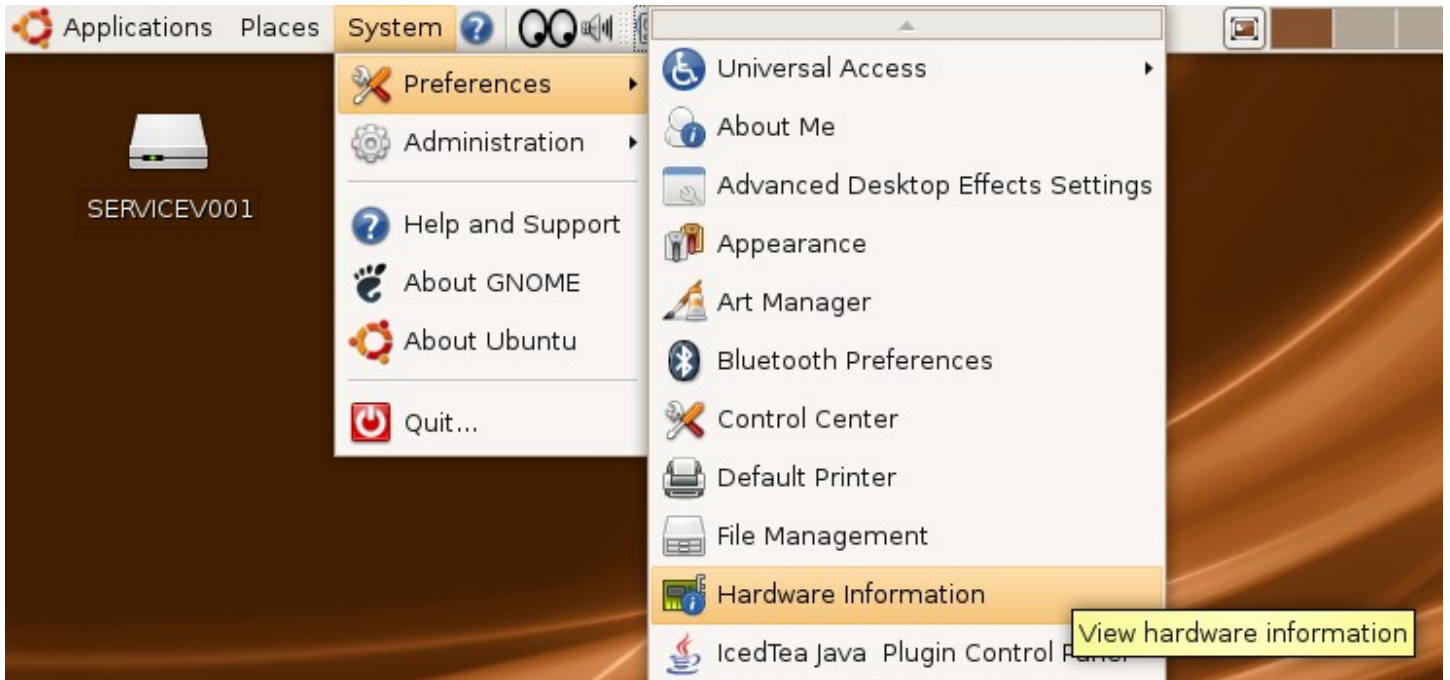 Applications Places System
Preferences
Administration
Help and Support
About GNOME
About Ubuntu
Quit...
Universal Access
About Me
Advanced Desktop Effects Settings
Appearance
Art Manager
Bluetooth Preferences
Control Center
Default Printer
File Management
Hardware Information
View hardware information
IcedTea Java Plugin Control Panel
SERVICEV001